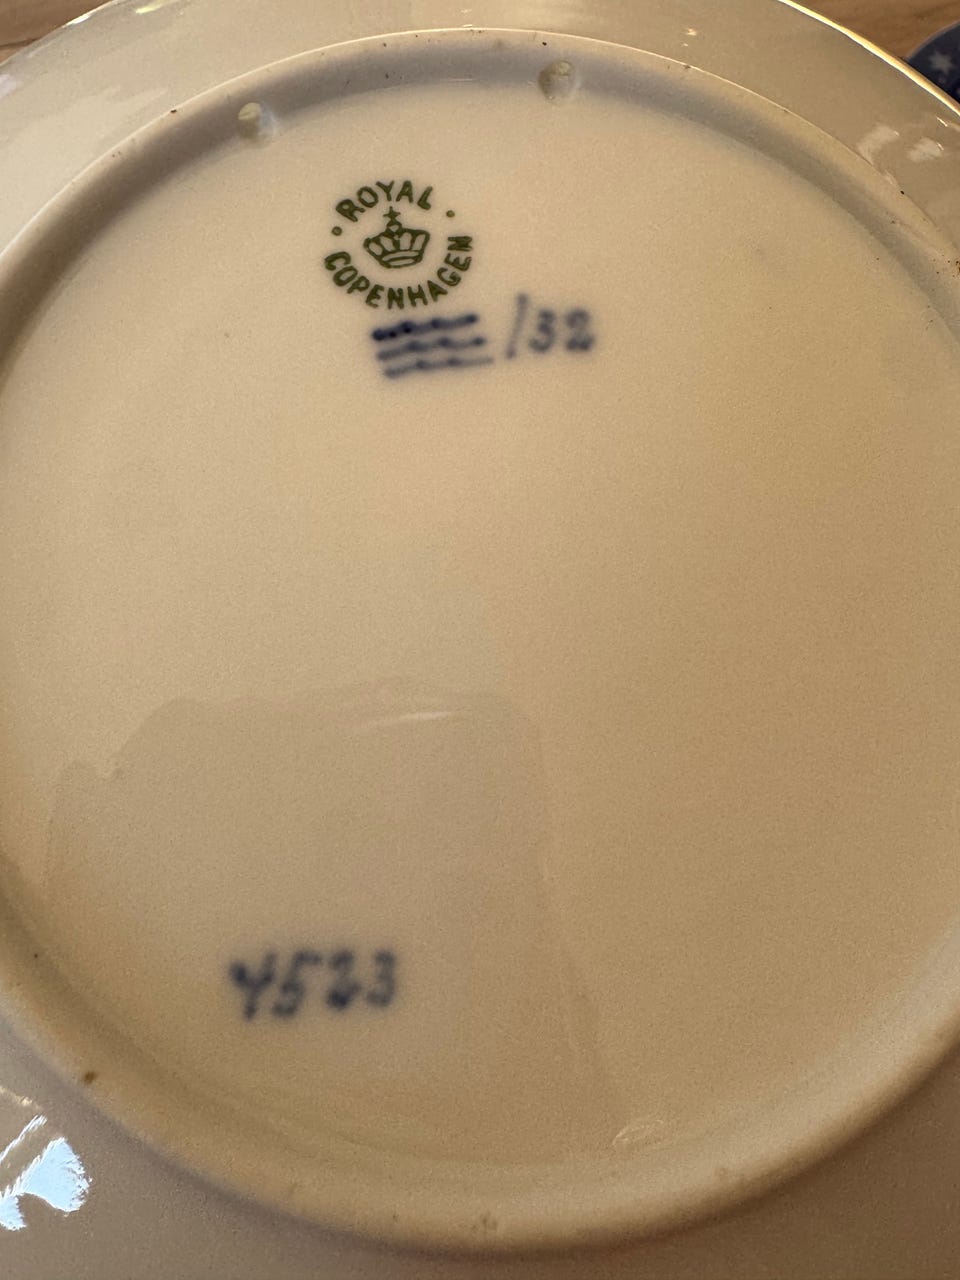 ROYAL
COPENHAGEN
/32
4523